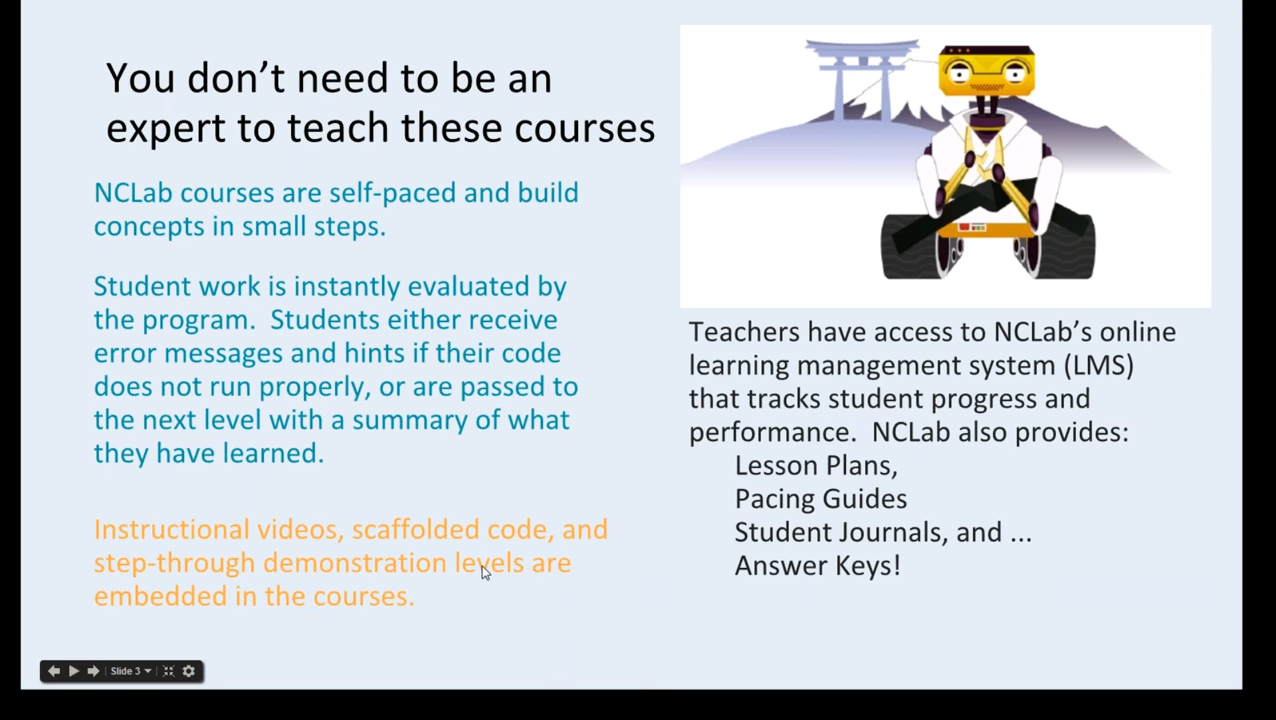 You don't need to be an
expert to teach these courses
NCLab courses are self-paced and build
concepts in small steps.
Student work is instantly evaluated by
the program.  Students either receive
error messages and hints if their code
does not run properly, or are passed to
the next level with a summary of what
they have learned.
Instructional videos, scaffolded code, and
step-through demonstration levels are
embedded in the courses.
Teachers have access to NCLab's online
learning management system (LMS)
that tracks student progress and
performance.  NCLab also provides:
Lesson Plans,
Pacing Guides
Student Journals, and ...
Answer Keys!
Slide 3